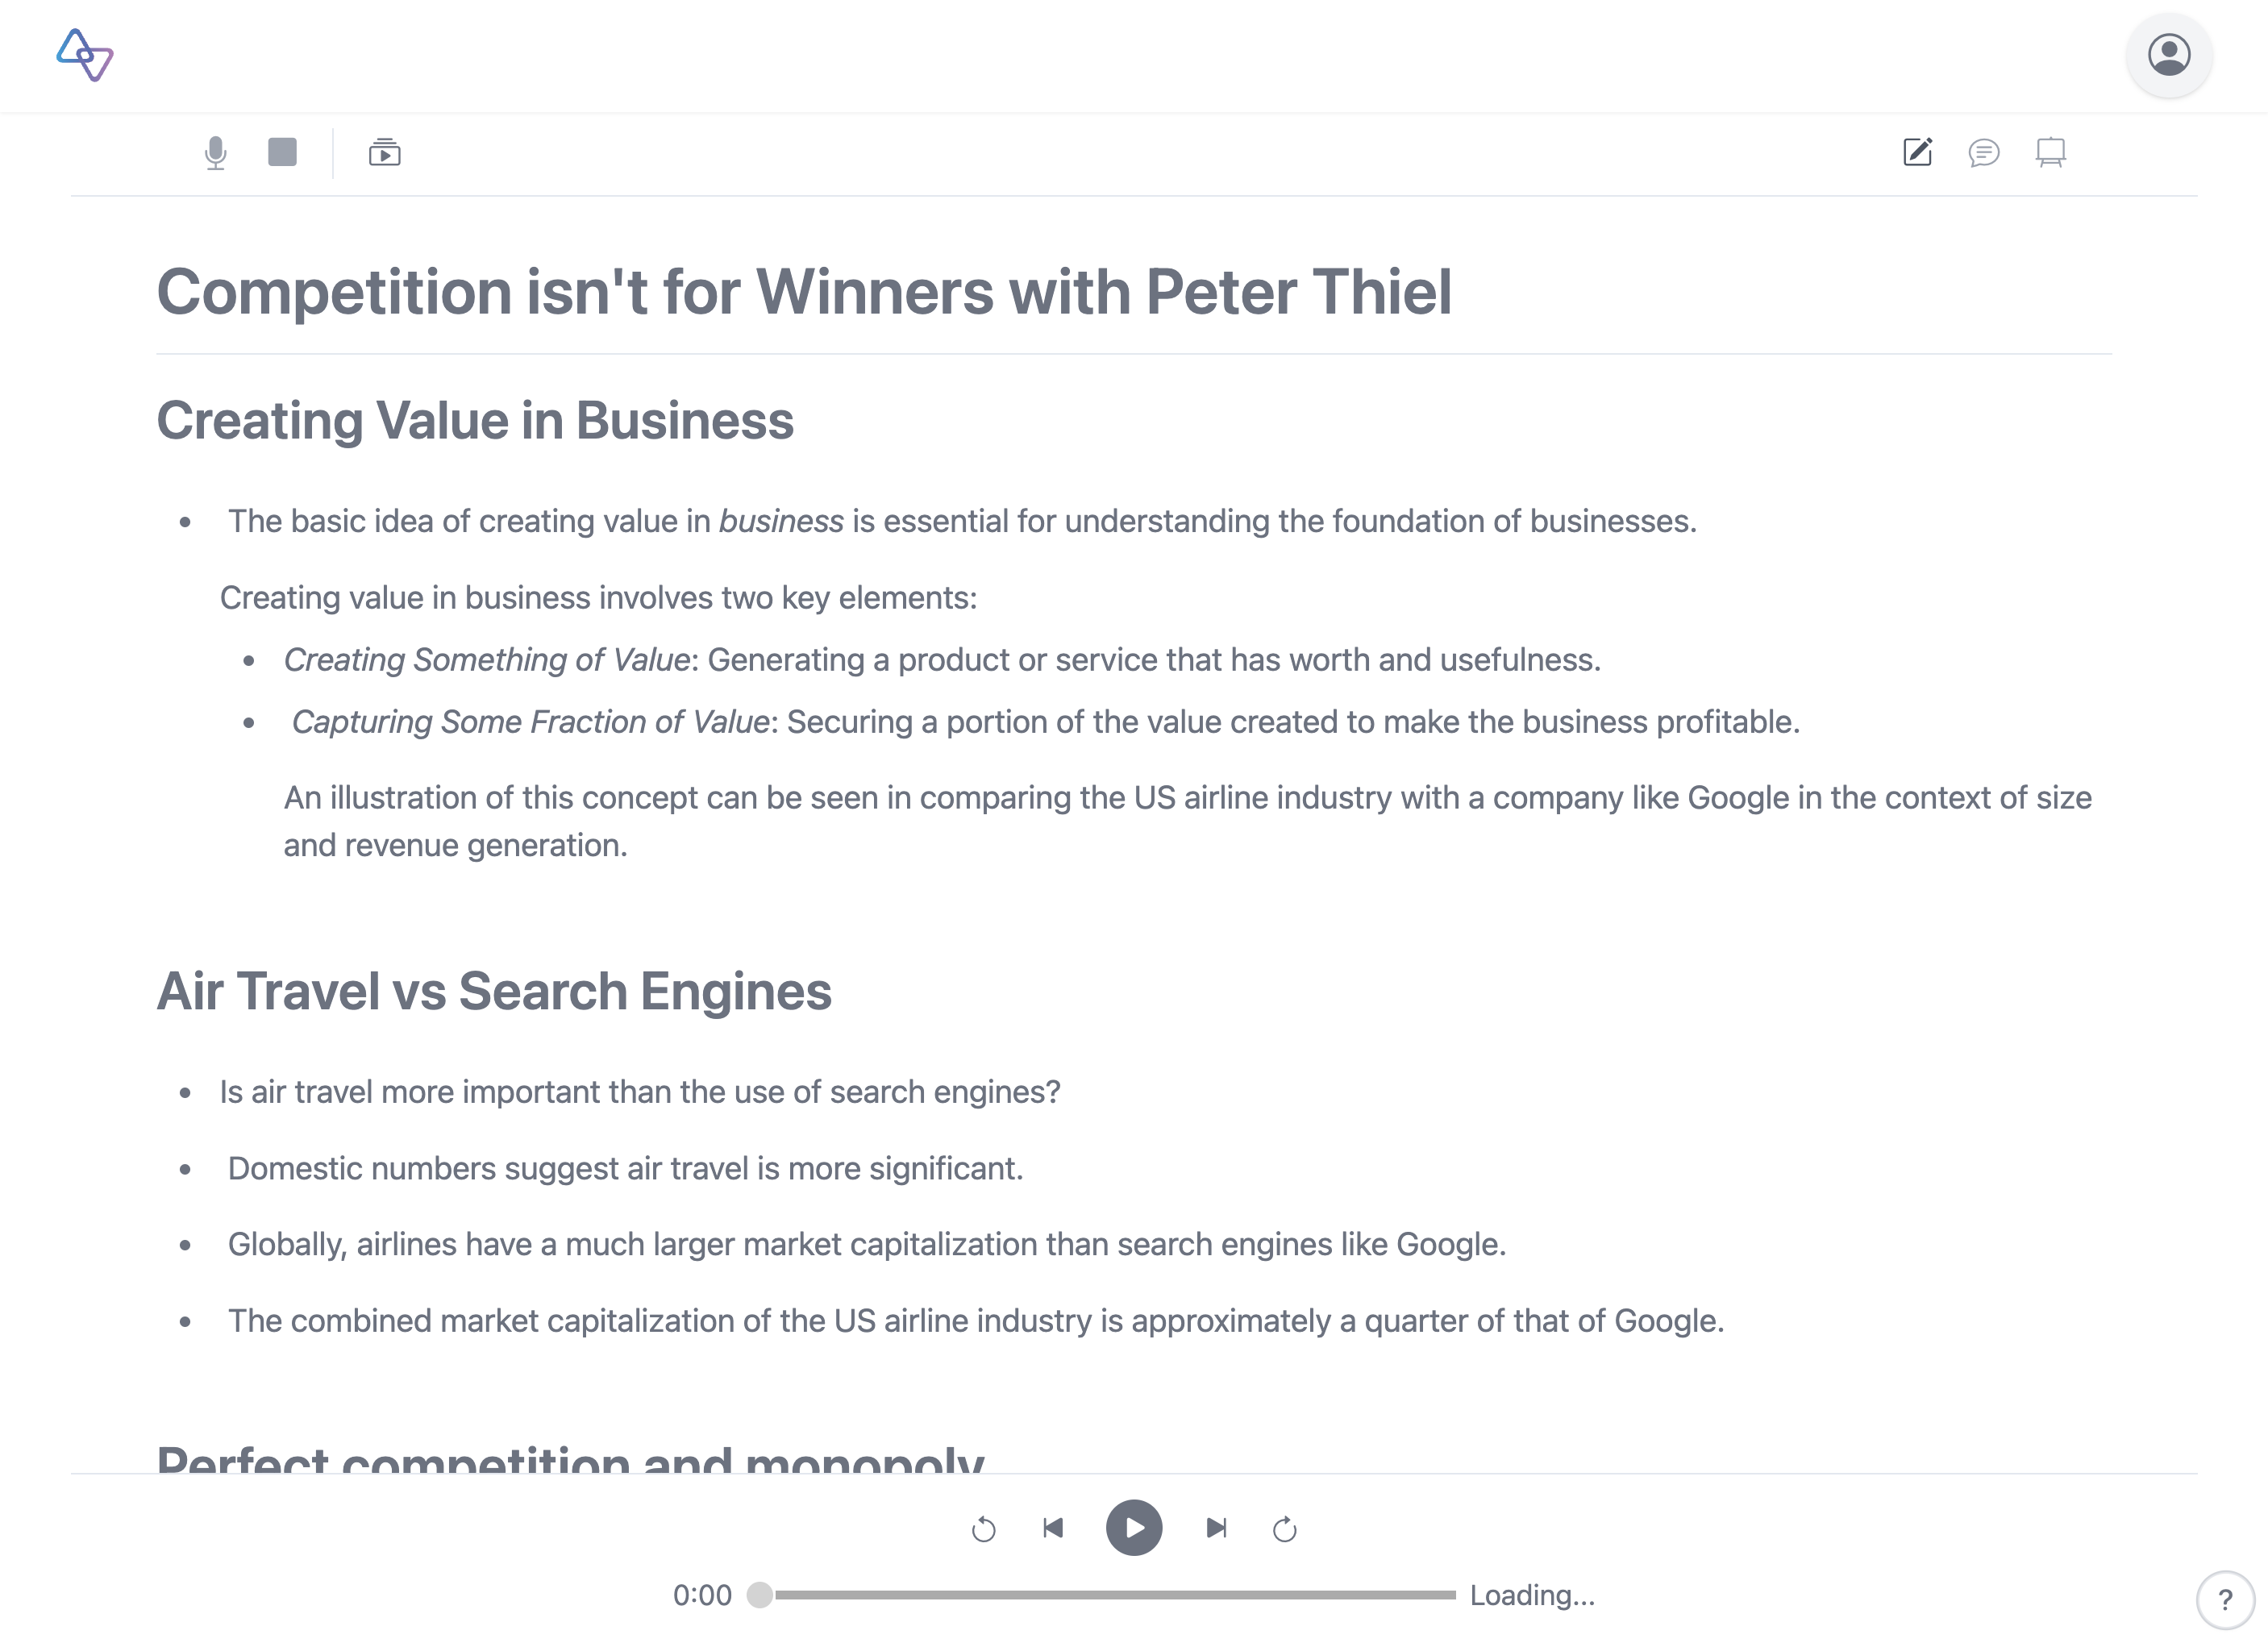 Competition isn't for Winners with Peter Thiel
Creating Value in Business
The basic idea of creating value in business is essential for understanding the foundation of businesses.
Creating value in business involves two key elements:
Creating Something of Value: Generating a product or service that has worth and usefulness.
Capturing Some Fraction of Value: Securing a portion of the value created to make the business profitable.
An illustration of this concept can be seen in comparing the US airline industry with a company like Google in the context of size
and revenue generation.
Air Travel vs Search Engines
Is air travel more important than the use of search engines?
Domestic numbers suggest air travel is more significant.
Globally, airlines have a much larger market capitalization than search engines like Google.
The combined market capitalization of the US airline industry is approximately a quarter of that of Google.
Perfect competition and monopoly
0:00
Loading...
?